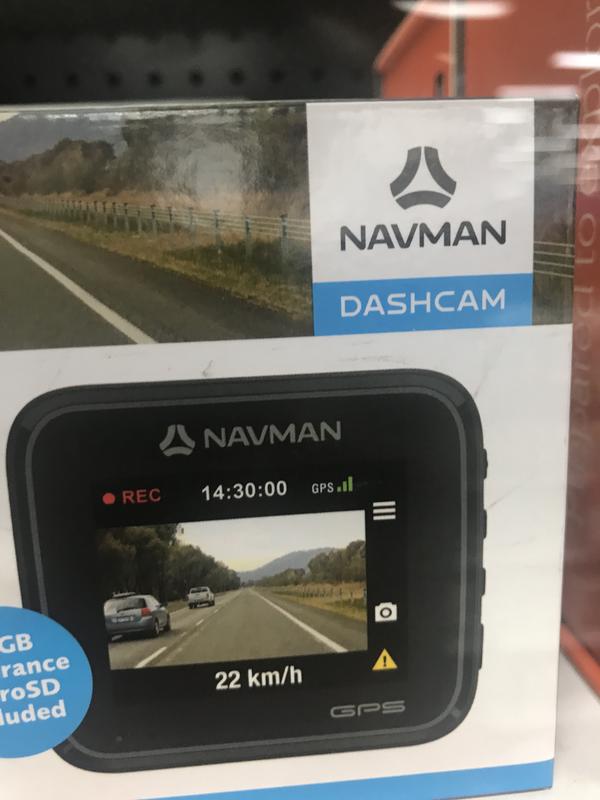 NAVMAN
DASHCAM
NAVMAN
REC 14:30:00 GPS
22 km/h
GPS
GB
rance
roSD
luded